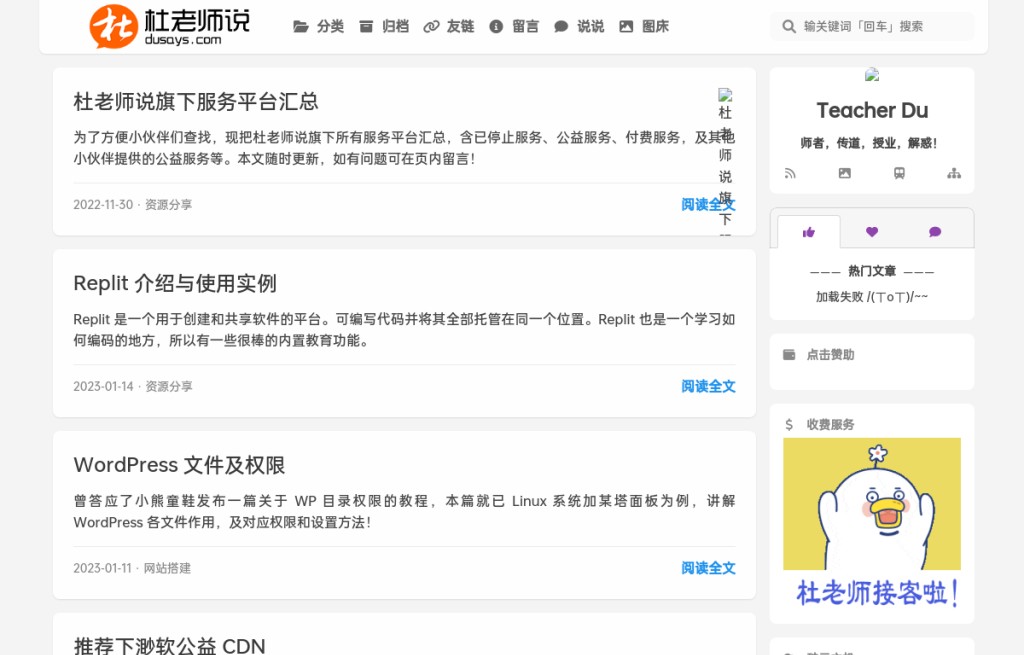 杜老师说
dusays.com
分类 归档 友链 留言 说说 图床
输关键词「回车」搜索
杜老师说旗下服务平台汇总
为了方便小伙伴们查找，现把杜老师说旗下所有服务平台汇总，含已停止服务、公益服务、付费服务，及其他
小伙伴提供的公益服务等。本文随时更新，如有问题可在页内留言！
杜
老
师
说
旗
下
2022-11-30 · 资源分享
阅读全文
Replit 介绍与使用实例
Replit 是一个用于创建和共享软件的平台。可编写代码并将其全部托管在同一个位置。Replit 也是一个学习如
何编码的地方，所以有一些很棒的内置教育功能。
2023-01-14 · 资源分享
阅读全文
WordPress 文件及权限
曾答应了小熊童鞋发布一篇关于 WP 目录权限的教程，本篇就已 Linux 系统加某塔面板为例，讲解
WordPress 各文件作用，及对应权限和设置方法！
2023-01-11 · 网站搭建
阅读全文
推荐下渺软公益 CDN
Teacher Du
师者，传道，授业，解惑！
——— 热门文章 ———
加载失败 /(ㄒoㄒ)/~~
点击赞助
收费服务
杜老师接客啦！